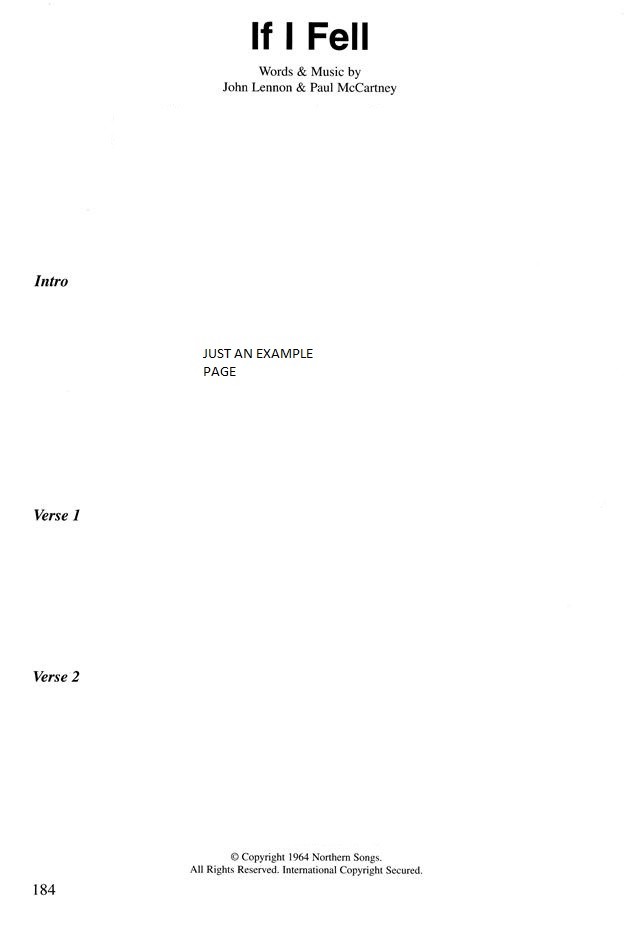 If I Fell
Words & Music by
John Lennon & Paul McCartney
Intro
JUST AN EXAMPLE
PAGE
Verse 1
Verse 2
© Copyright 1964 Northern Songs.
All Rights Reserved. International Copyright Secured.
184